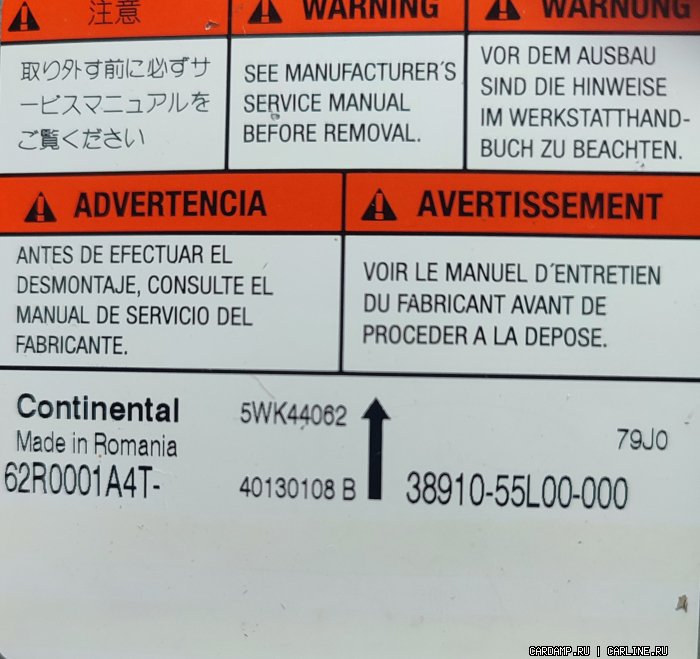 注意
取り外す前に必ずサ
ービスマニュアルを
ご覧ください
WARNING
SEE MANUFACTURER´S
SERVICE MANUAL
BEFORE REMOVAL.
WARNUNG
VOR DEM AUSBAU
SIND DIE HINWEISE
IM WERKSTATTHAND-
BUCH ZU BEACHTEN.
ADVERTENCIA
ANTES DE EFECTUAR EL
DESMONTAJE, CONSULTE EL
MANUAL DE SERVICIO DEL
FABRICANTE.
AVERTISSEMENT
VOIR LE MANUEL D´ENTRETIEN
DU FABRICANT AVANT DE
PROCEDER A LA DEPOSE.
Continental
Made in Romania
62R0001A4T-
5WK44062
40130108 B
79J0
38910-55L00-000
CARDAMP.RU | CARLINE.RU